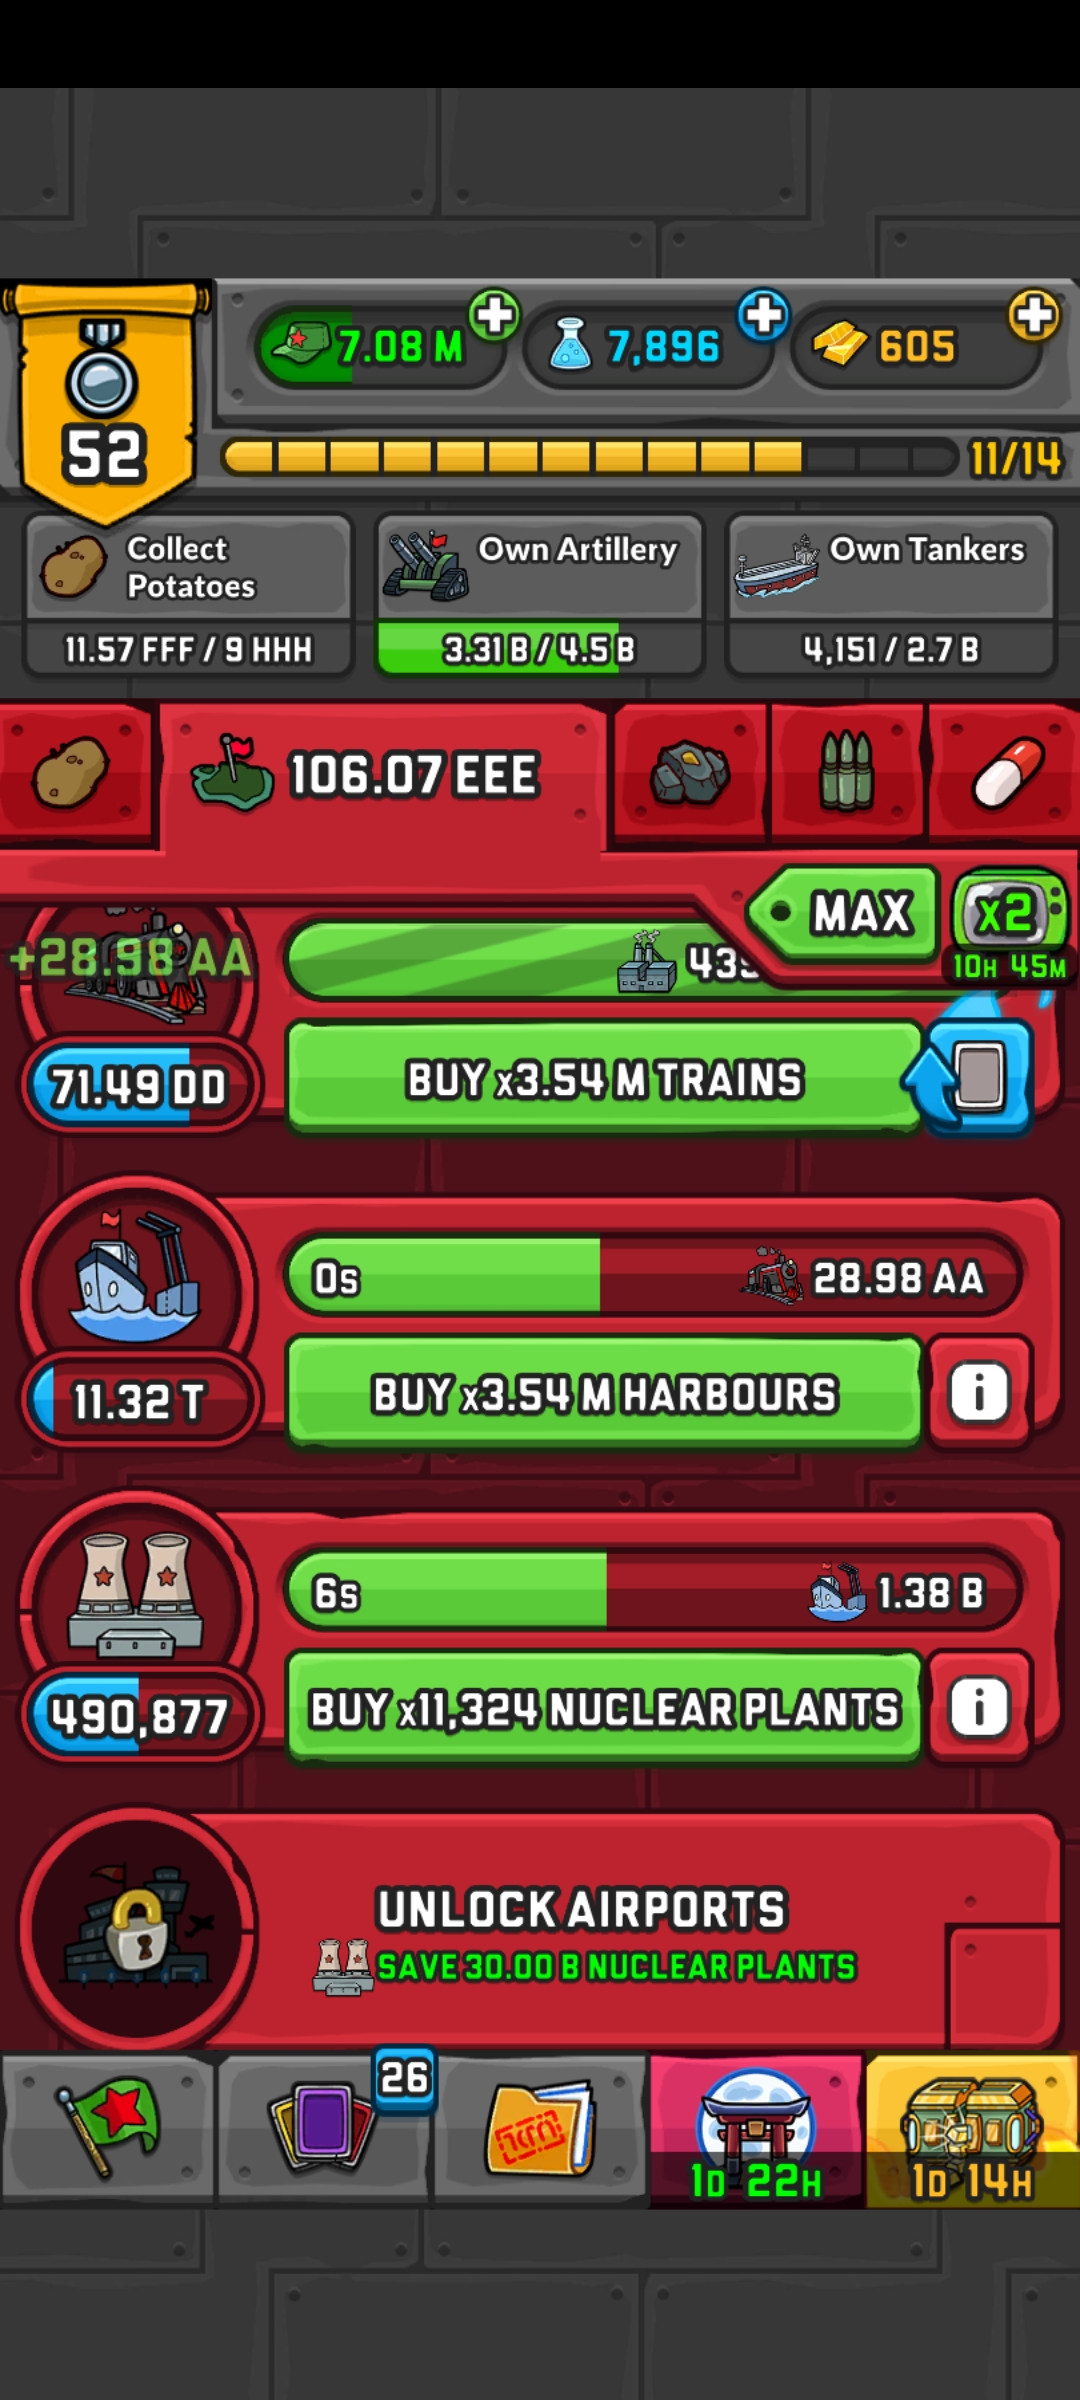 7.08 M
7,896
605
52
11/14
Collect
Potatoes
Own Artillery
Own Tankers
11.57 FFF / 9 HHH
3.31 B / 4.5 B
4,151 / 2.7 B
106.07 EEE
MAX
x2
10H 45M
+28.98 AA
71.49 DD
BUY x3.54 M TRAINS
0s
28.98 AA
11.32 T
BUY x3.54 M HARBOURS
i
6s
1.38 B
490,877
BUY x11,324 NUCLEAR PLANTS
i
UNLOCK AIRPORTS
SAVE 30.00 B NUCLEAR PLANTS
26
1D 22H
1D 14H